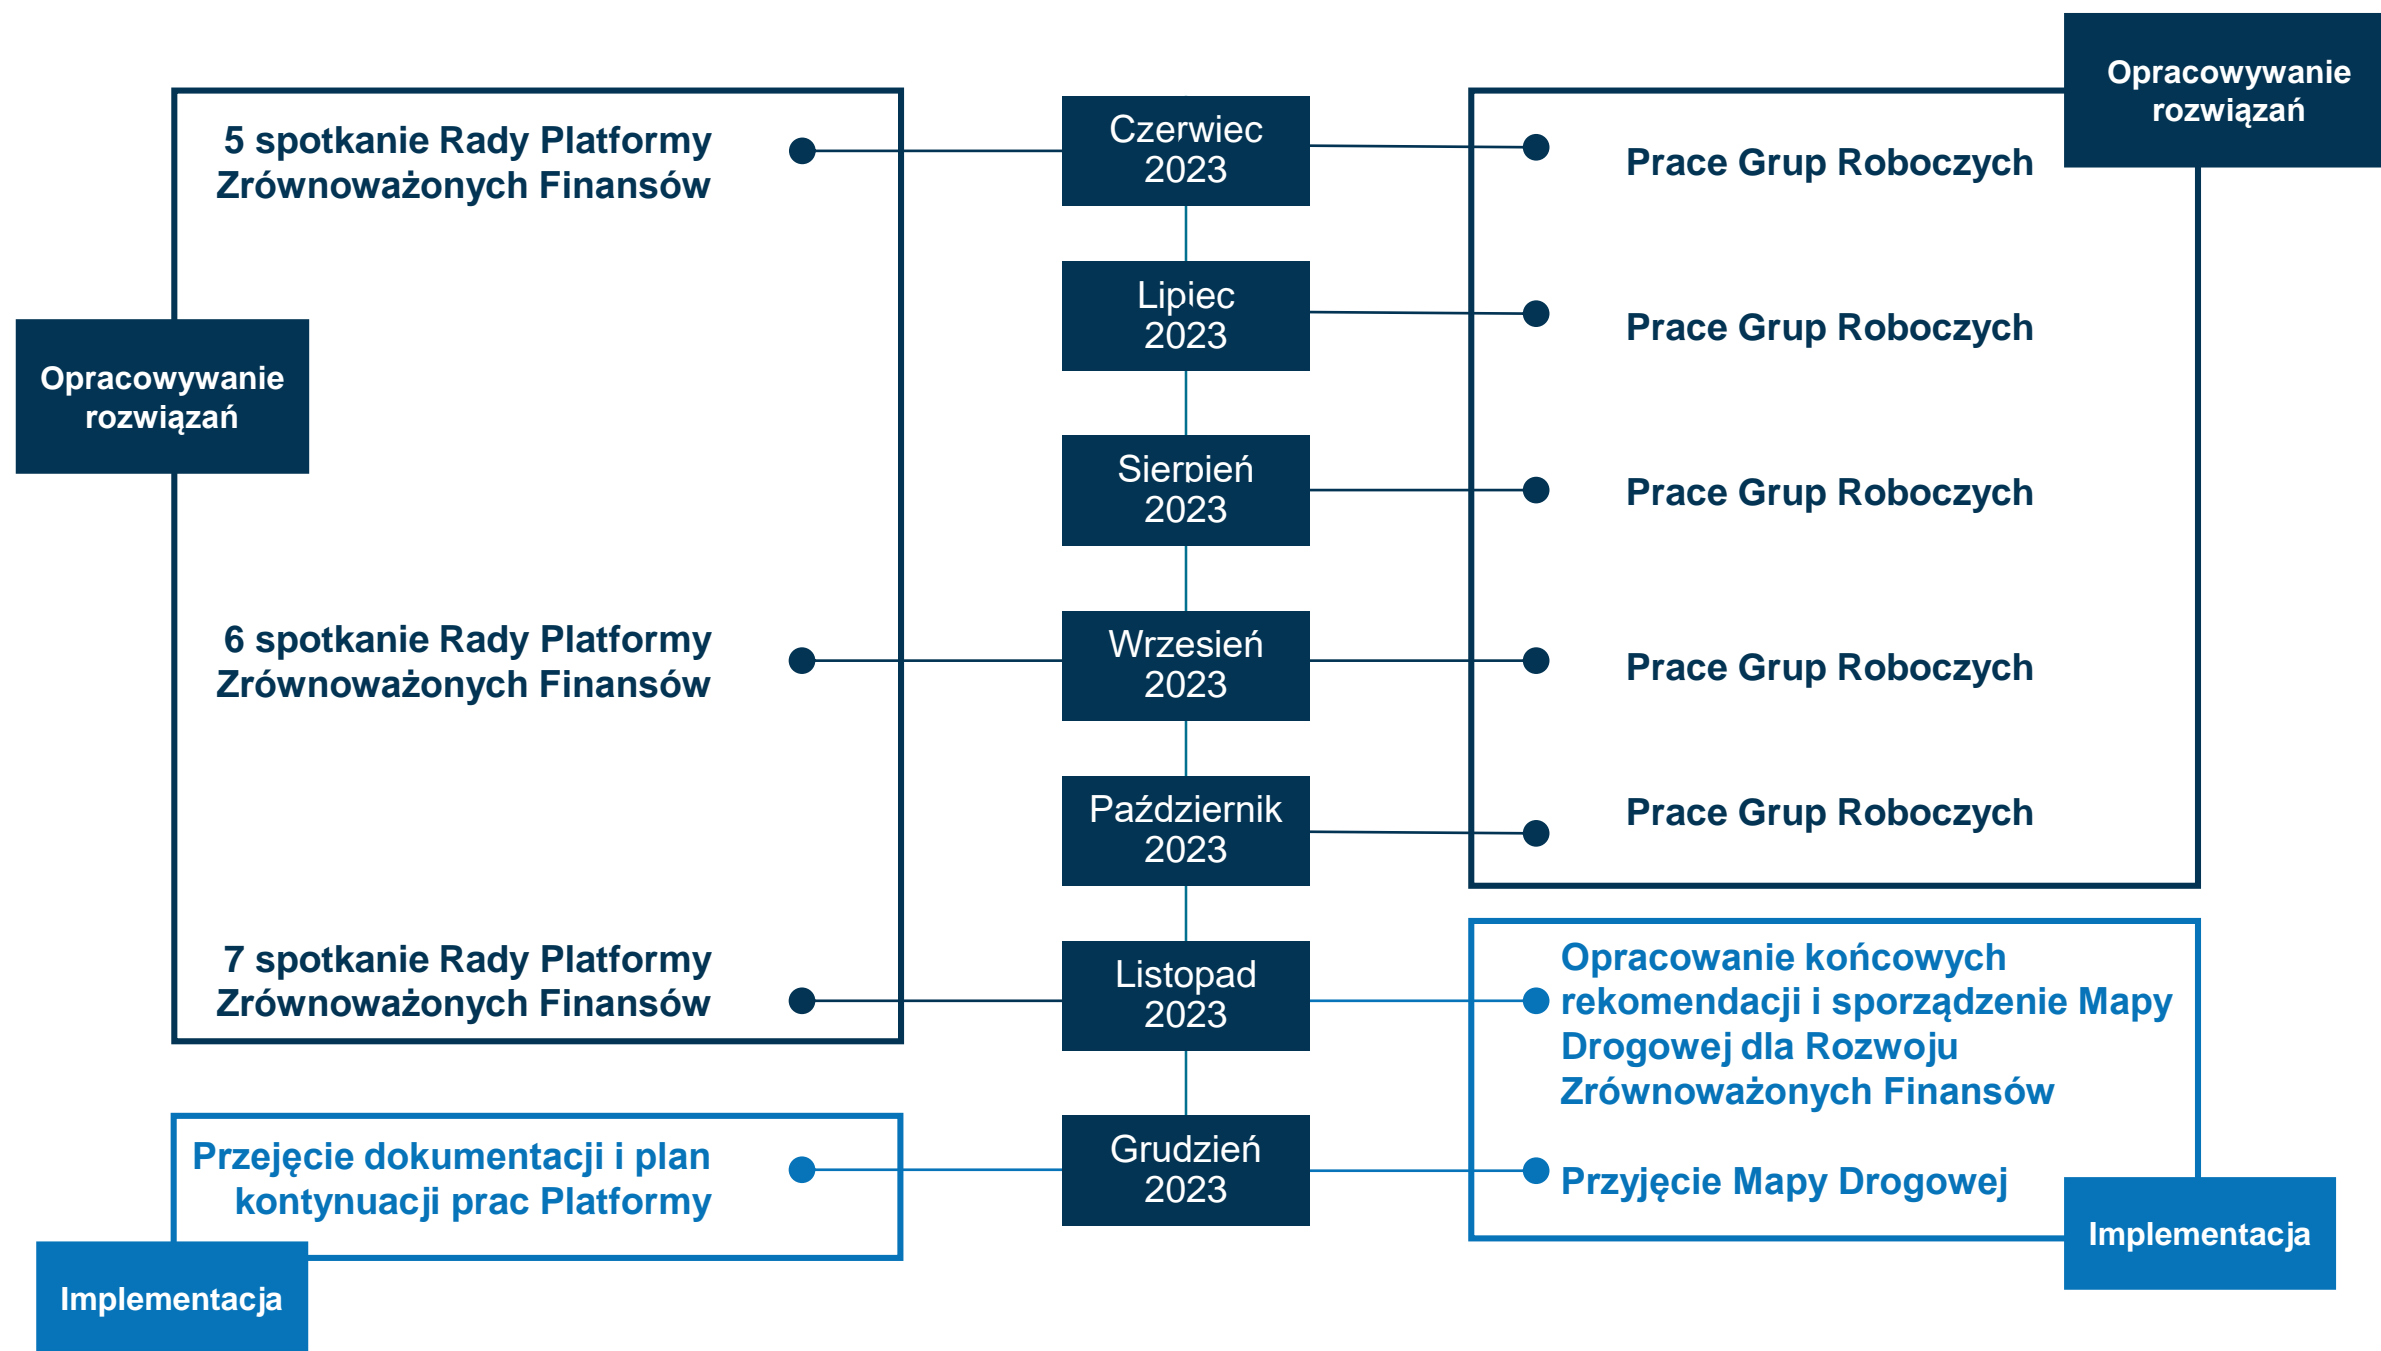 Opracowywanie
rozwiązań
5 spotkanie Rady Platformy
Zrównoważonych Finansów
Czerwiec
2023
Prace Grup Roboczych
Lipiec
2023
Prace Grup Roboczych
Opracowywanie
rozwiązań
Sierpień
2023
Prace Grup Roboczych
6 spotkanie Rady Platformy
Zrównoważonych Finansów
Wrzesień
2023
Prace Grup Roboczych
Październik
2023
Prace Grup Roboczych
7 spotkanie Rady Platformy
Zrównoważonych Finansów
Listopad
2023
Opracowanie końcowych
rekomendacji i sporządzenie Mapy
Drogowej dla Rozwoju
Zrównoważonych Finansów
Przejęcie dokumentacji i plan
kontynuacji prac Platformy
Grudzień
2023
Przyjęcie Mapy Drogowej
Implementacja
Implementacja